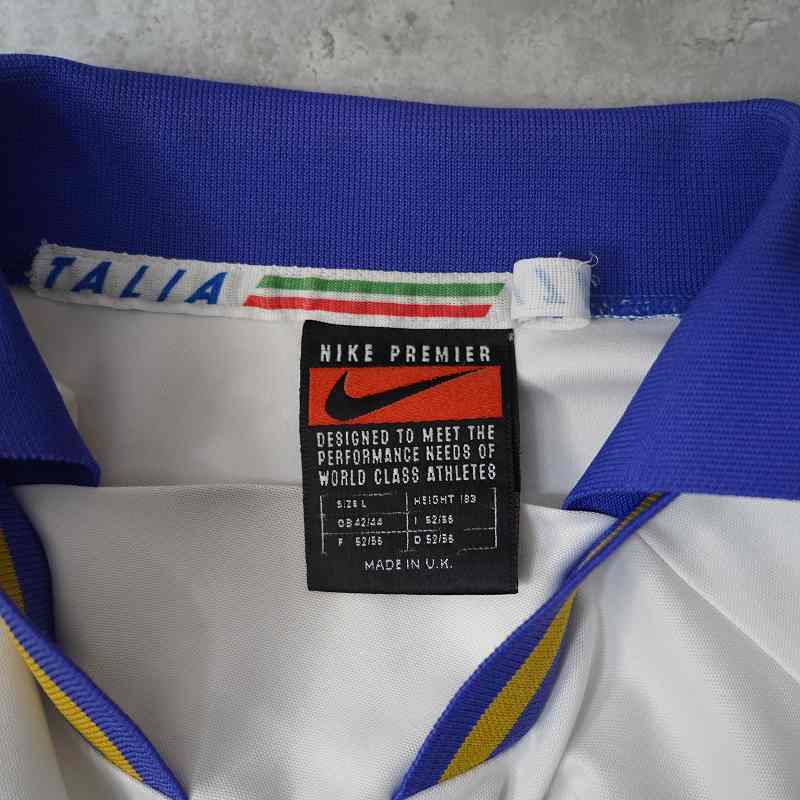 TALIA
NIKE PREMIER
DESIGNED TO MEET THE
PERFORMANCE NEEDS OF
WORLD CLASS ATHLETES
SIZE L HEIGHT 183
GB 42/44 I 52/56
F 52/56 D 52/56
MADE IN U.K.